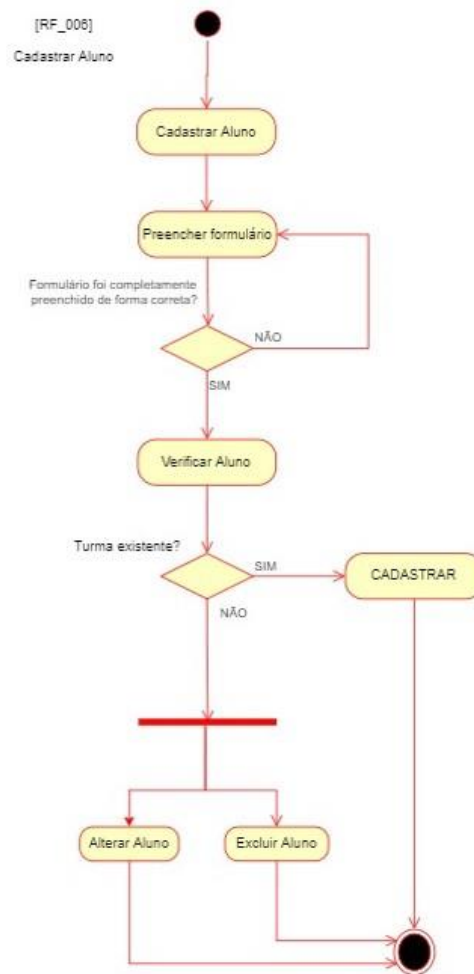 [RF_006]
Cadastrar Aluno
Cadastrar Aluno
Preencher formulário
Formulário foi completamente
preenchido de forma correta?
NÃO
SIM
Verificar Aluno
Turma existente?
SIM
CADASTRAR
NÃO
Alterar Aluno
Excluir Aluno